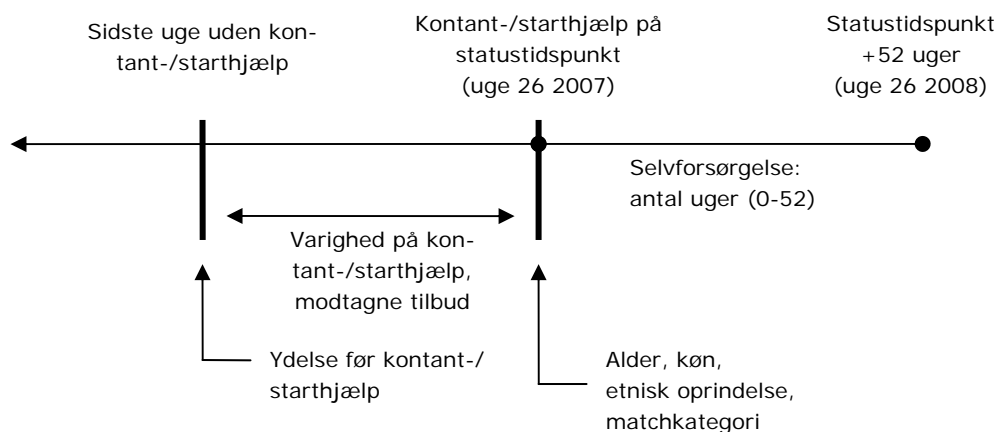 Sidste uge uden kon-
tant-/starthjælp
Kontant-/starthjælp på
statustidspunkt
(uge 26 2007)
Statustidspunkt
+52 uger
(uge 26 2008)
Selvforsørgelse:
antal uger (0-52)
Varighed på kon-
tant-/starthjælp,
modtagne tilbud
Ydelse før kontant-/
starthjælp
Alder, køn,
etnisk oprindelse,
matchkategori